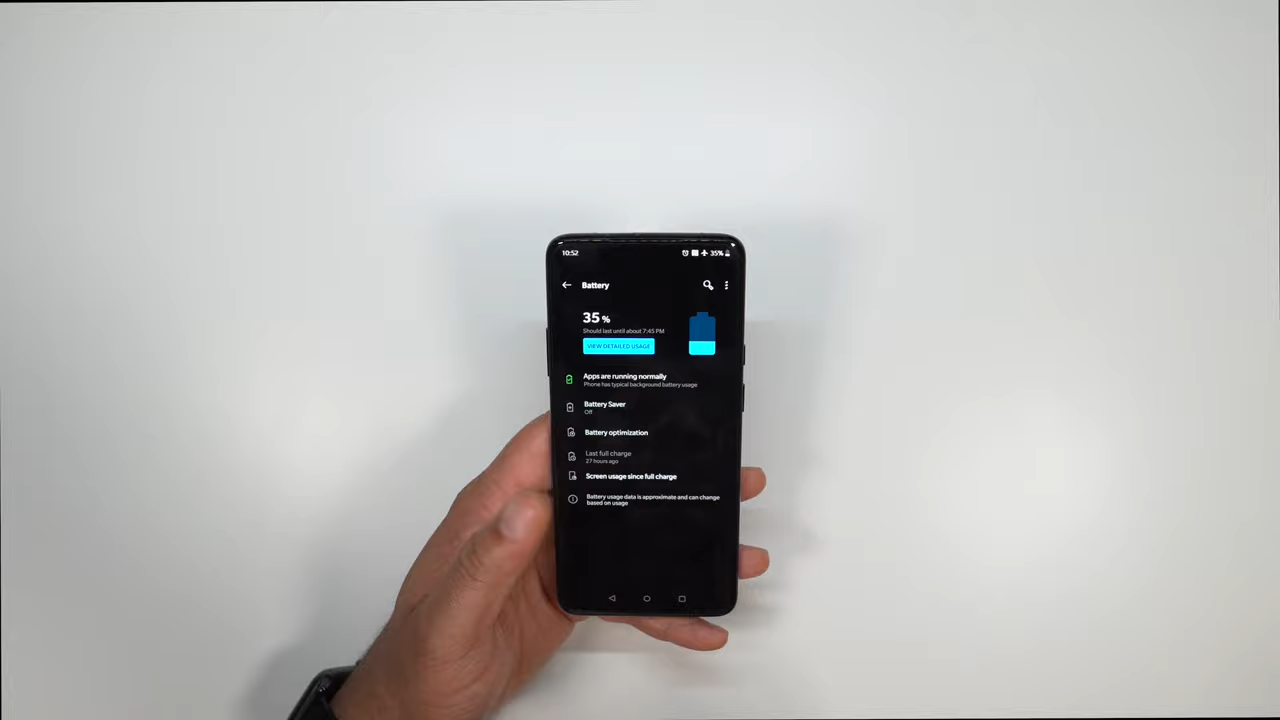 10:52
35%
Battery
35 %
Should last until about 7:45 PM
VIEW DETAILED USAGE
Apps are running normally
Phone has typical background battery usage
Battery Saver
Off
Battery optimization
Last full charge
27 hours ago
Screen usage since full charge
Battery usage data is approximate and can change
based on usage